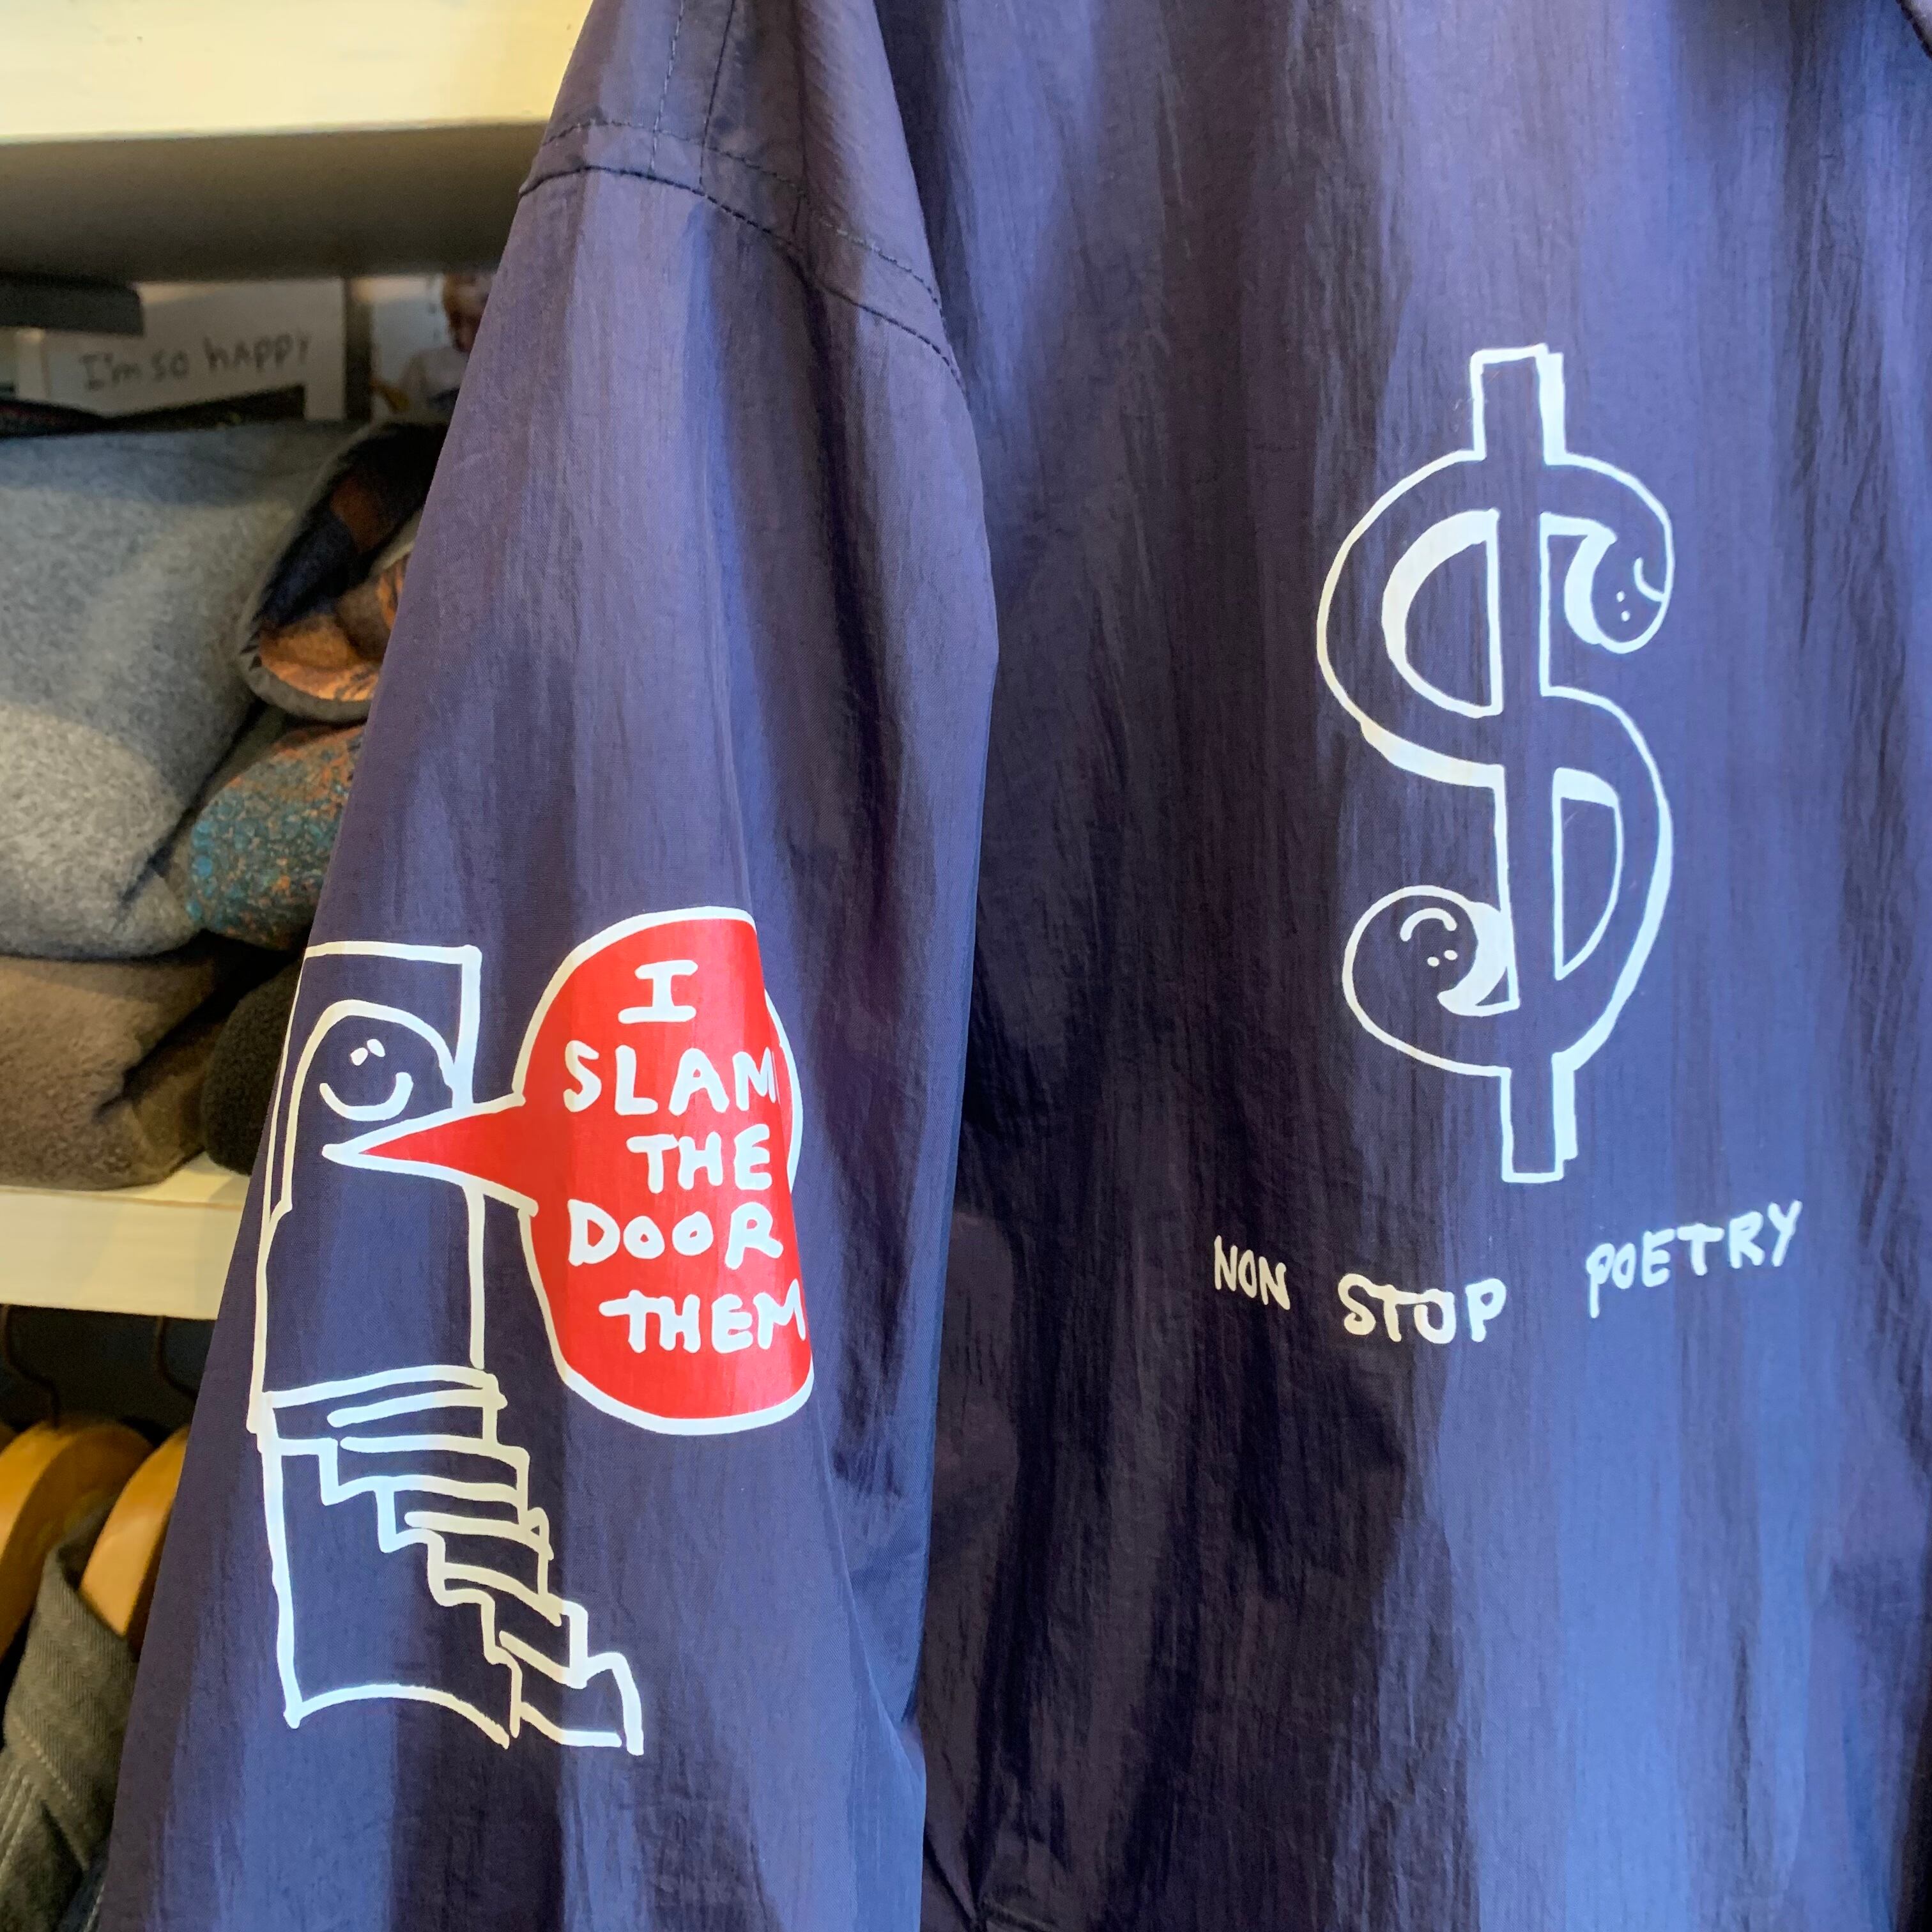 I'm so HAPPY
I
SLAM
THE
DOOR
THEM
$
NON STOP POETRY